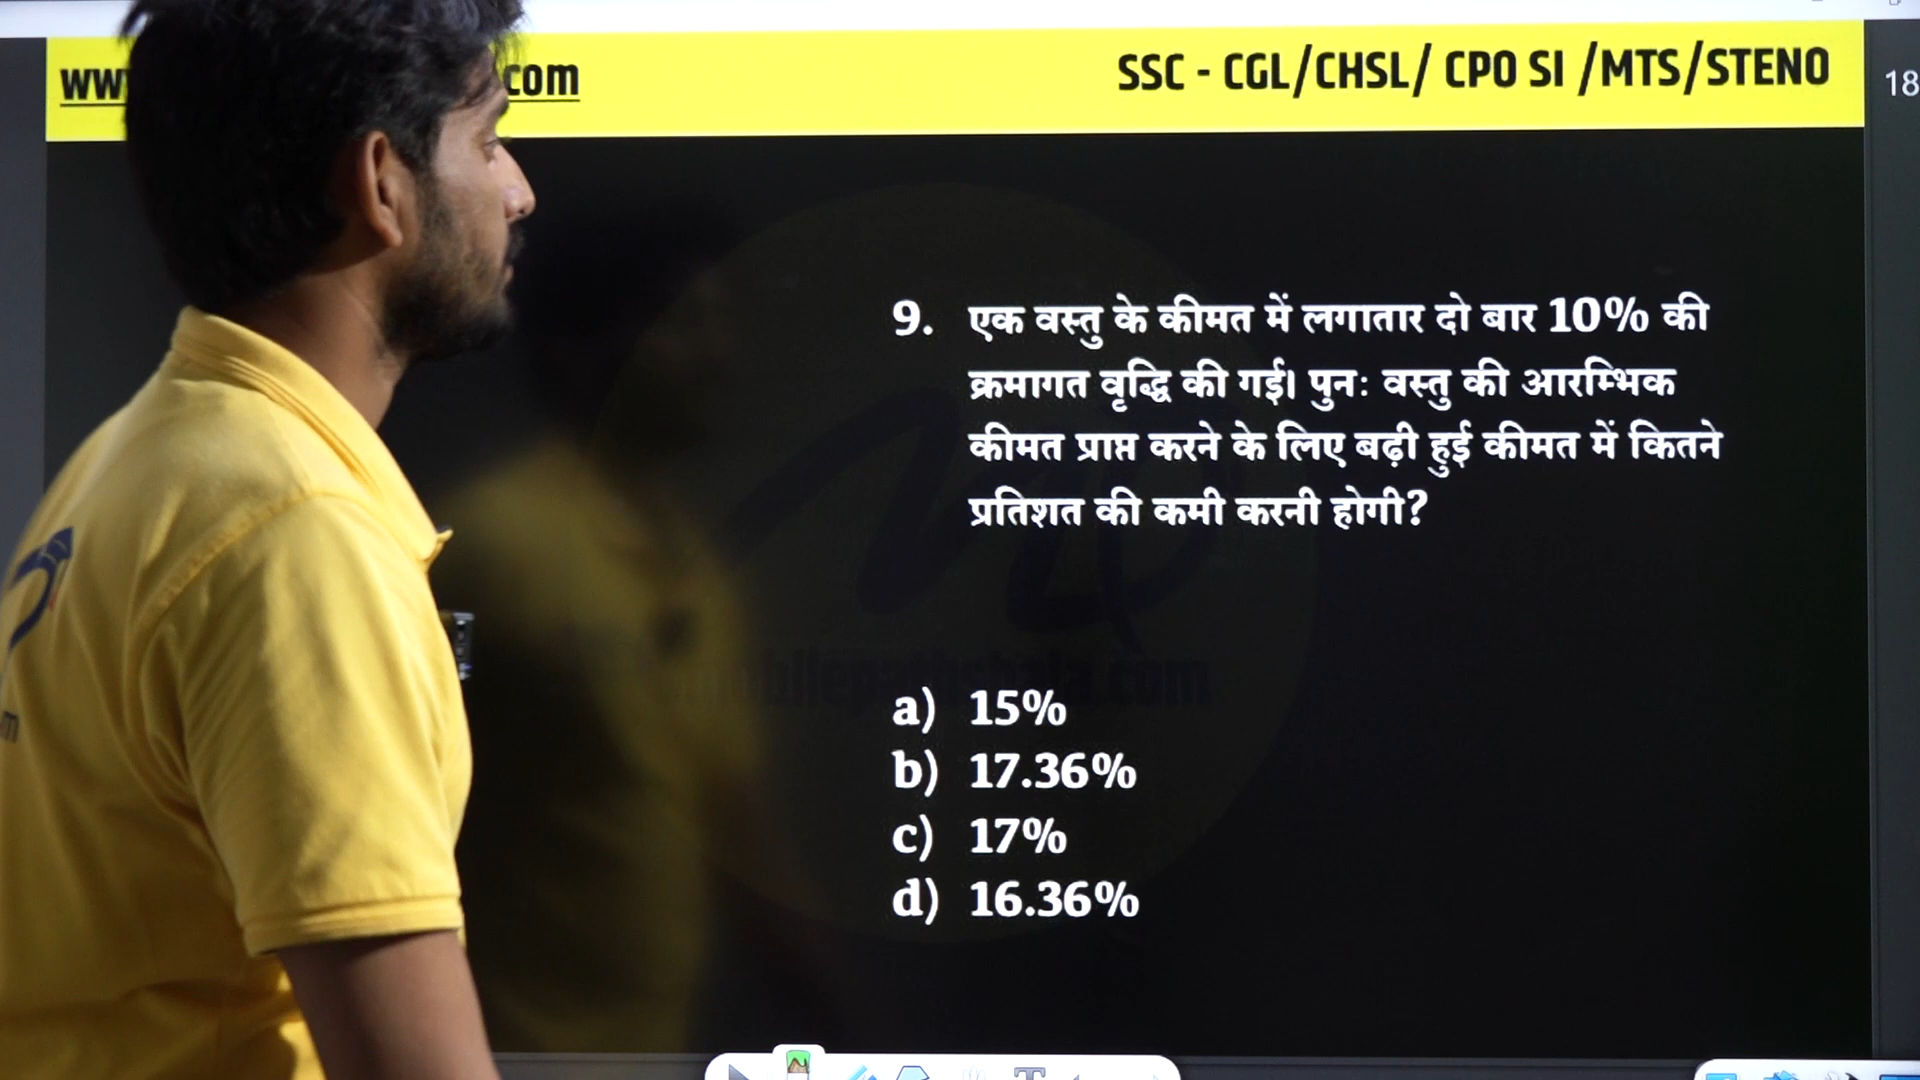 .com
SSC - CGL/CHSL/ CPO SI /MTS/STENO
18
9. एक वस्तु के कीमत में लगातार दो बार 10% की
क्रमागत वृद्धि की गई। पुनः वस्तु की आरम्भिक
कीमत प्राप्त करने के लिए बढ़ी हुई कीमत में कितने
प्रतिशत की कमी करनी होगी?
a) 15%
b) 17.36%
c) 17%
d) 16.36%